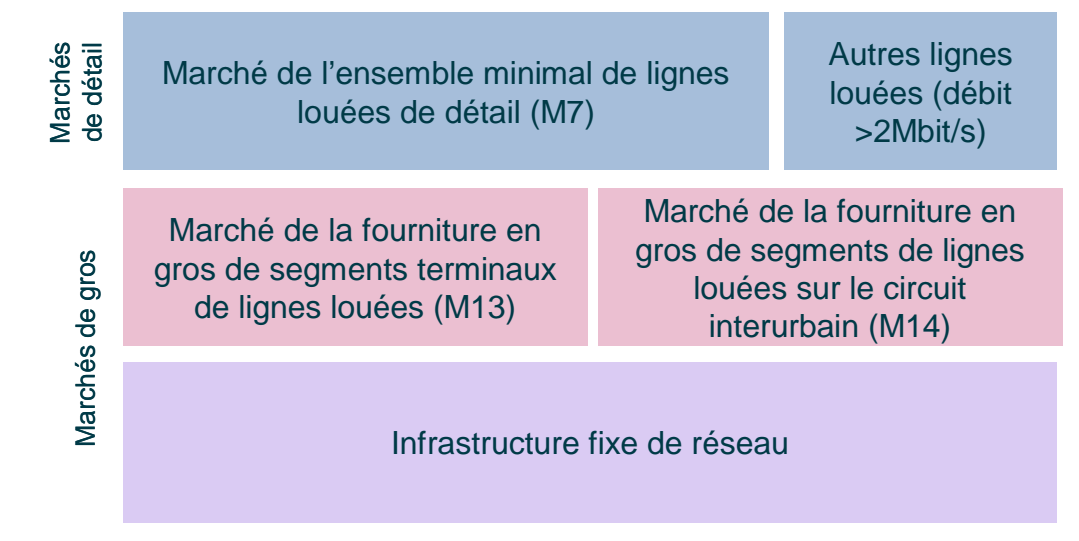 Marchés
de détail
Marché de l’ensemble minimal de lignes
louées de détail (M7)
Autres lignes
louées (débit
>2Mbit/s)
Marchés de gros
Marché de la fourniture en
gros de segments terminaux
de lignes louées (M13)
Marché de la fourniture en
gros de segments de lignes
louées sur le circuit
interurbain (M14)
Infrastructure fixe de réseau